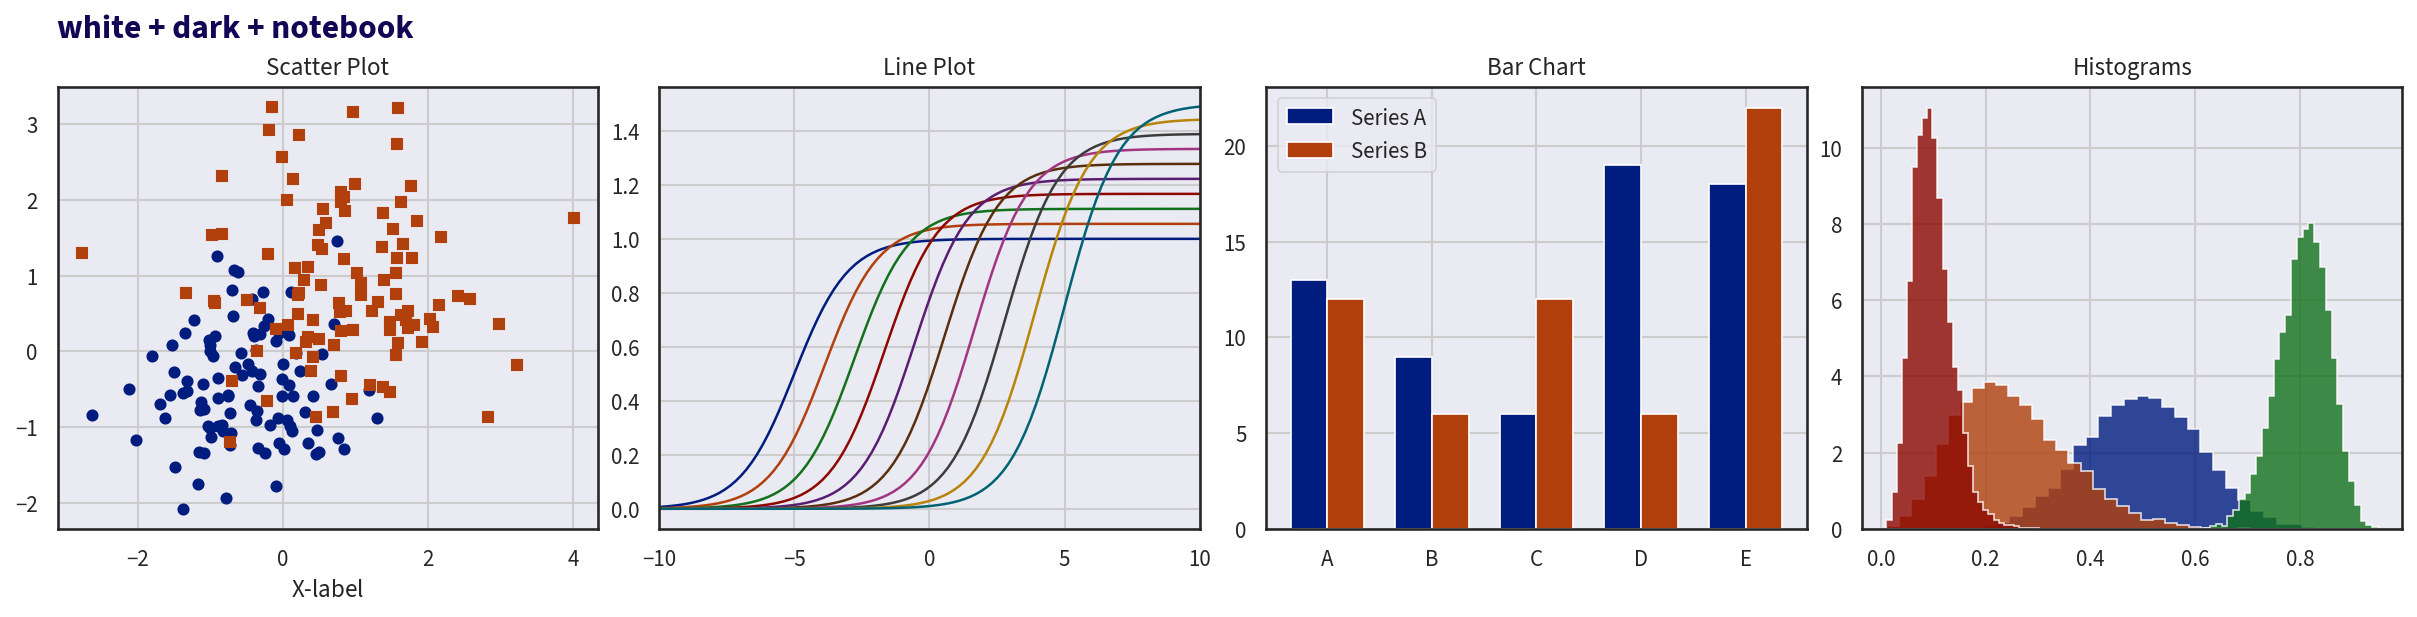 white + dark + notebook
Scatter Plot
3
2
1
0
−1
−2
−2 0 2 4
X-label
Line Plot
1.4
1.2
1.0
0.8
0.6
0.4
0.2
0.0
−10 −5 0 5 10
Bar Chart
Series A
Series B
20
15
10
5
0
A B C D E
Histograms
10
8
6
4
2
0
0.0 0.2 0.4 0.6 0.8